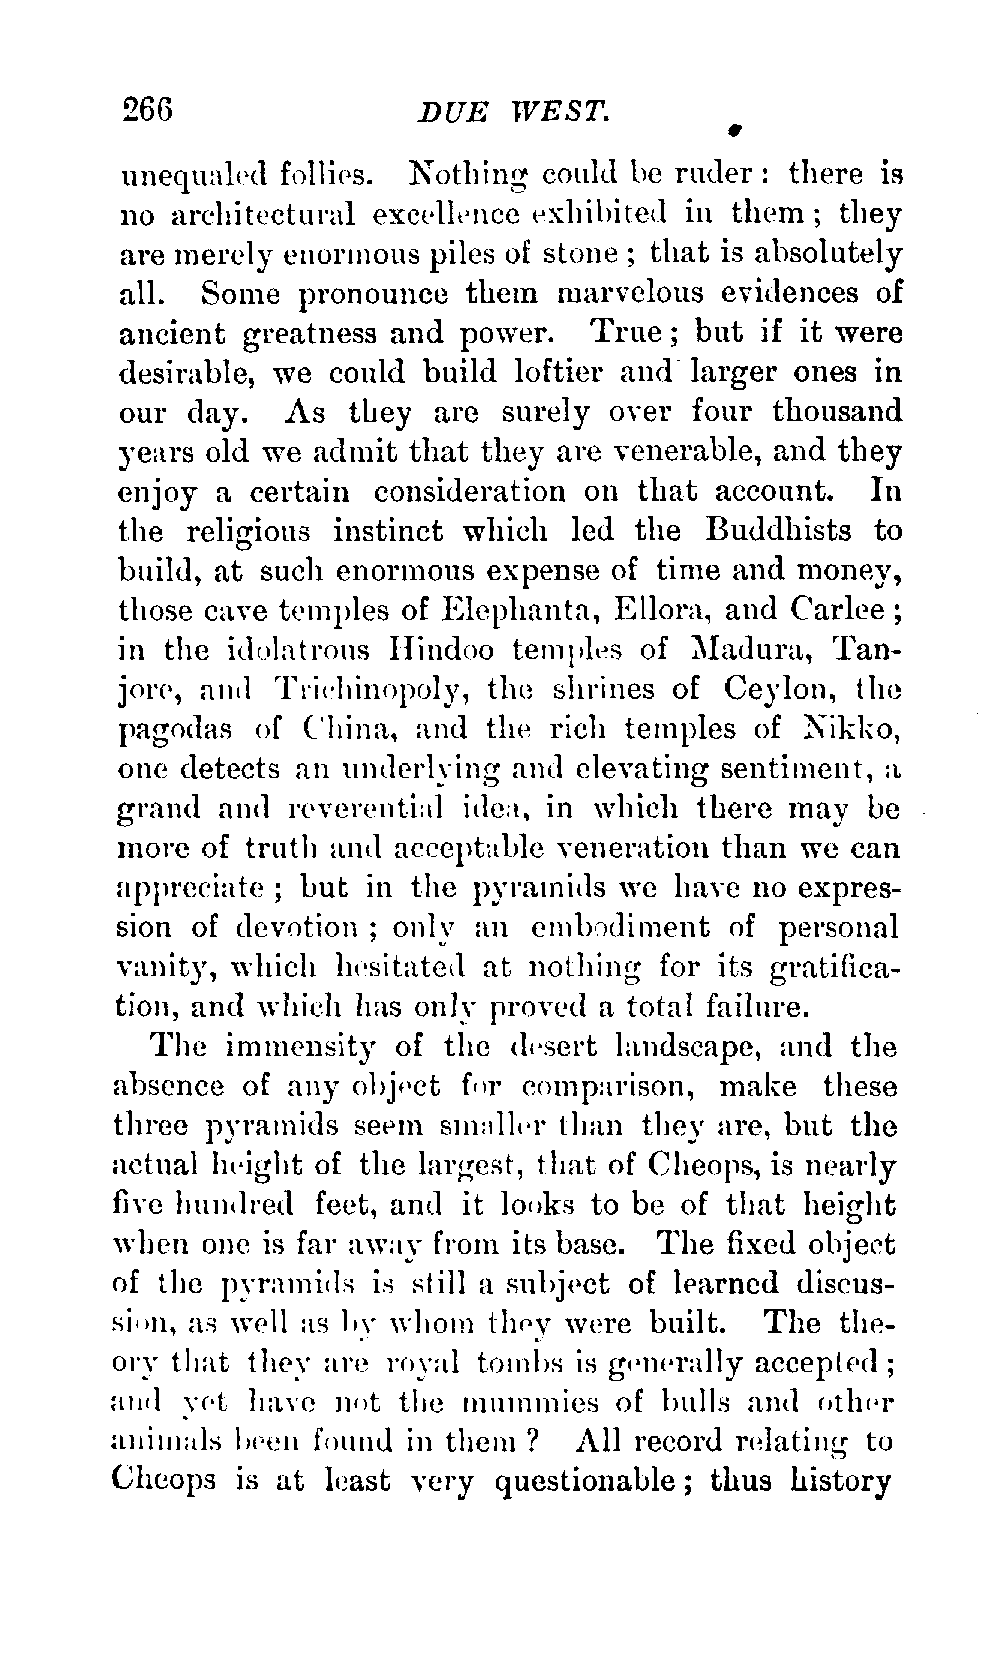 266 DUE WEST.
unequaled follies. Nothing could be ruder : there is
no architectural excellence exhibited in them ; they
are merely enormous piles of stone ; that is absolutely
all. Some pronounce them marvelous evidences of
ancient greatness and power. True ; but if it were
desirable, we could build loftier and larger ones in
our day. As they are surely over four thousand
years old we admit that they are venerable, and they
enjoy a certain consideration on that account. In
the religious instinct which led the Buddhists to
build, at such enormous expense of time and money,
those cave temples of Elephanta, Ellora, and Carlee ;
in the idolatrous Hindoo temples of Madura, Tan-
jore, and Trichinopoly, the shrines of Ceylon, the
pagodas of China, and the rich temples of Nikko,
one detects an underlying and elevating sentiment, a
grand and reverential idea, in which there may be
more of truth and acceptable veneration than we can
appreciate ; but in the pyramids we have no expres-
sion of devotion ; only an embodiment of personal
vanity, which hesitated at nothing for its gratifica-
tion, and which has only proved a total failure.
The immensity of the desert landscape, and the
absence of any object for comparison, make these
three pyramids seem smaller than they are, but the
actual height of the largest, that of Cheops, is nearly
five hundred feet, and it looks to be of that height
when one is far away from its base. The fixed object
of the pyramids is still a subject of learned discus-
sion, as well as by whom they were built. The the-
ory that they are royal tombs is generally accepted ;
and yet have not the mummies of bulls and other
animals been found in them ? All record relating to
Cheops is at least very questionable ; thus history